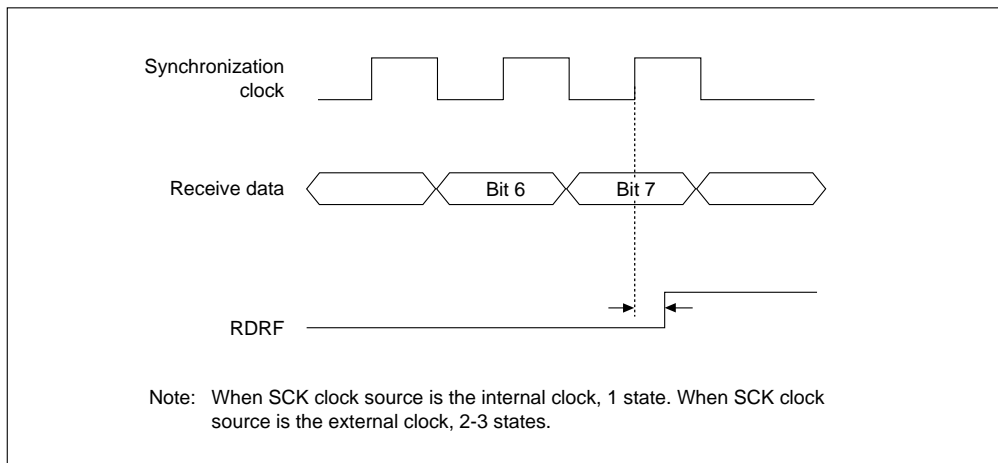 Synchronization
clock
Receive data
Bit 6
Bit 7
RDRF
Note: When SCK clock source is the internal clock, 1 state. When SCK clock
source is the external clock, 2-3 states.